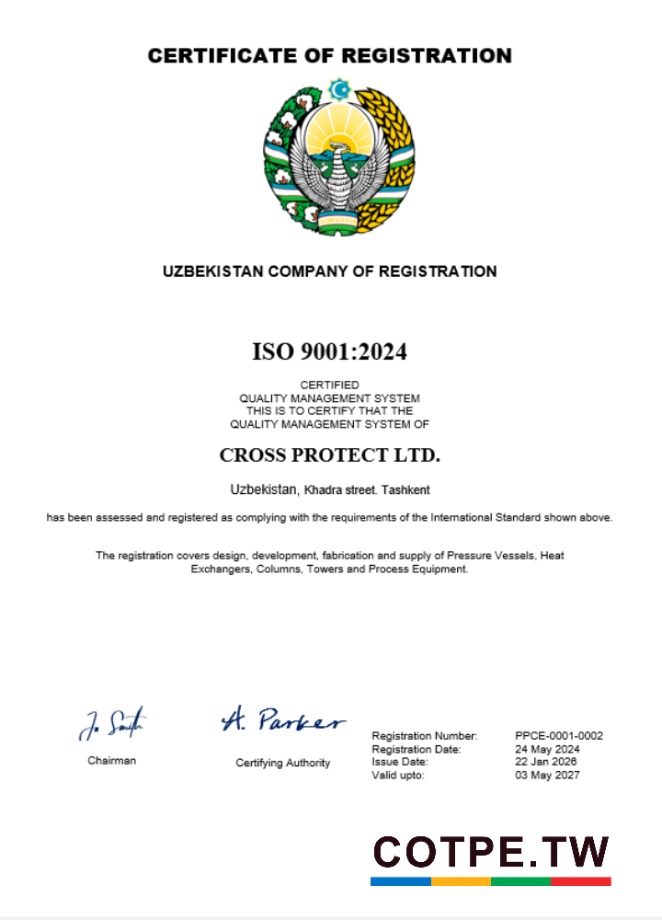 CERTIFICATE OF REGISTRATION
UZBEKISTAN COMPANY OF REGISTRATION
ISO 9001:2024
CERTIFIED
QUALITY MANAGEMENT SYSTEM
THIS IS TO CERTIFY THAT THE
QUALITY MANAGEMENT SYSTEM OF
CROSS PROTECT LTD.
Uzbekistan, Khadra street. Tashkent
has been assessed and registered as complying with the requirements of the International Standard shown above.
The registration covers design, development, fabrication and supply of Pressure Vessels, Heat
Exchangers, Columns, Towers and Process Equipment.
J. Smith
A. Parker
Chairman
Certifying Authority
Registration Number: PPCE-0001-0002
Registration Date: 24 May 2024
Issue Date: 22 Jan 2026
Valid upto: 03 May 2027
COTPE.TW